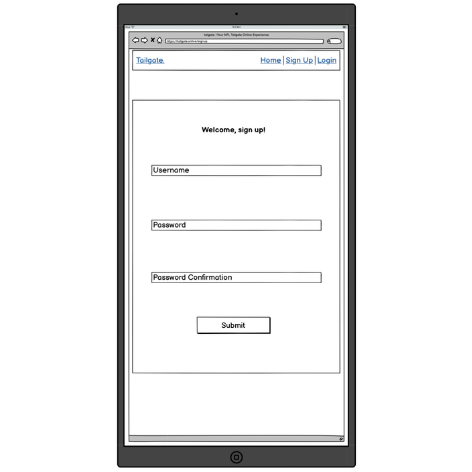 Tailgate: Your NFL Tailgate Online Experience
Tailgate. Home | Sign Up | Login
Welcome, sign up!
Username
Password
Password Confirmation
Submit